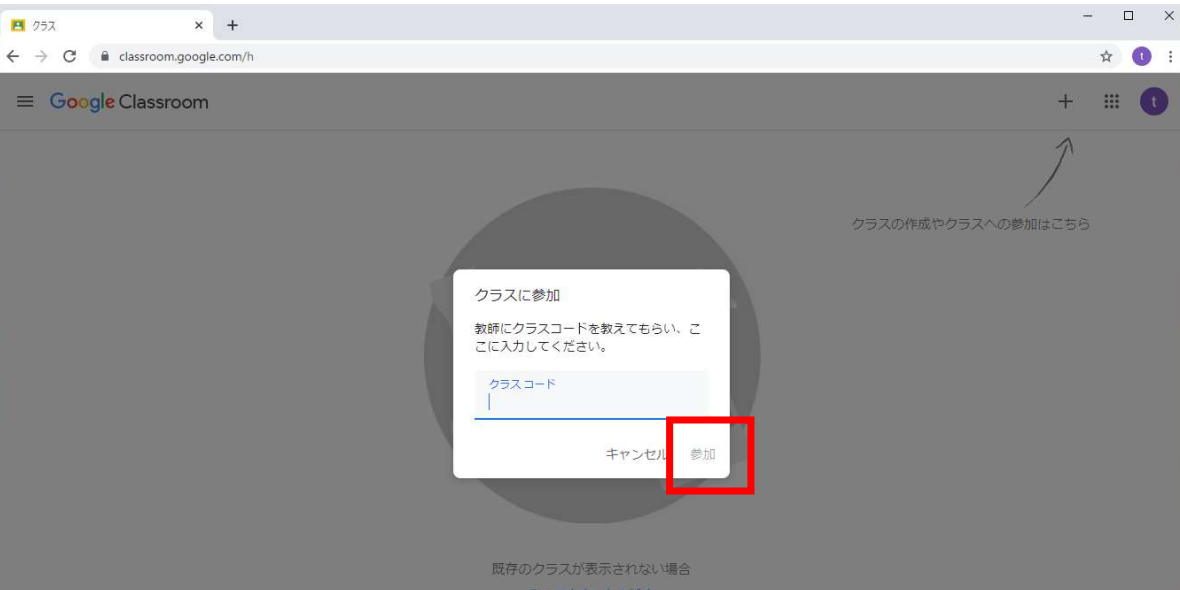 クラス
classroom.google.com/h
t
Google Classroom
t
クラスの作成やクラスへの参加はこちら
クラスに参加
教師にクラスコードを教えてもらい、こ
こに入力してください。
クラス コード
キャンセル 参加
既存のクラスが表示されない場合